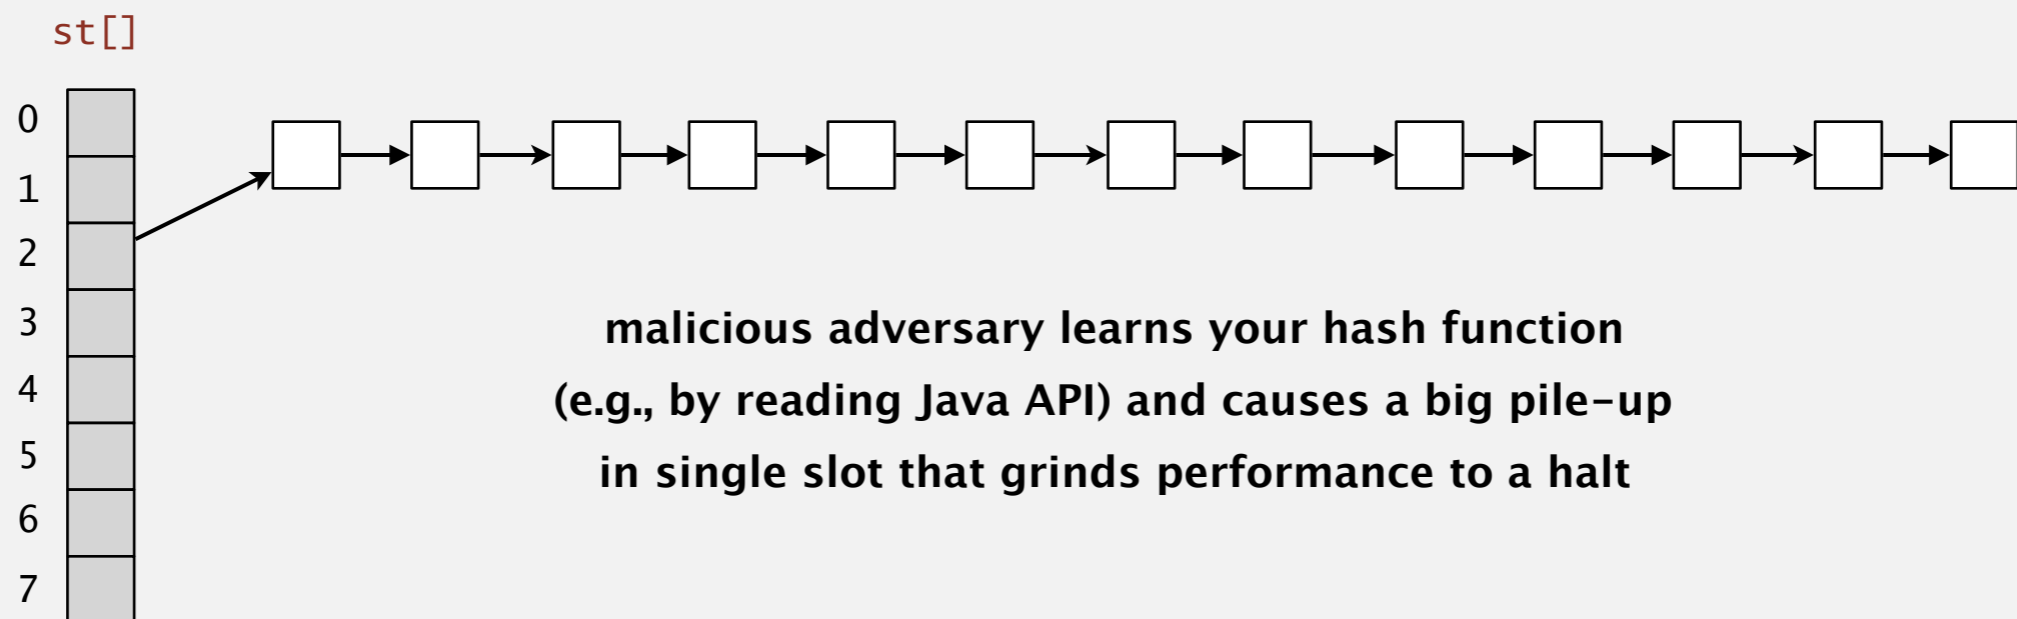 st[]
0
1
2
3
4
5
6
7
malicious adversary learns your hash function
(e.g., by reading Java API) and causes a big pile-up
in single slot that grinds performance to a halt